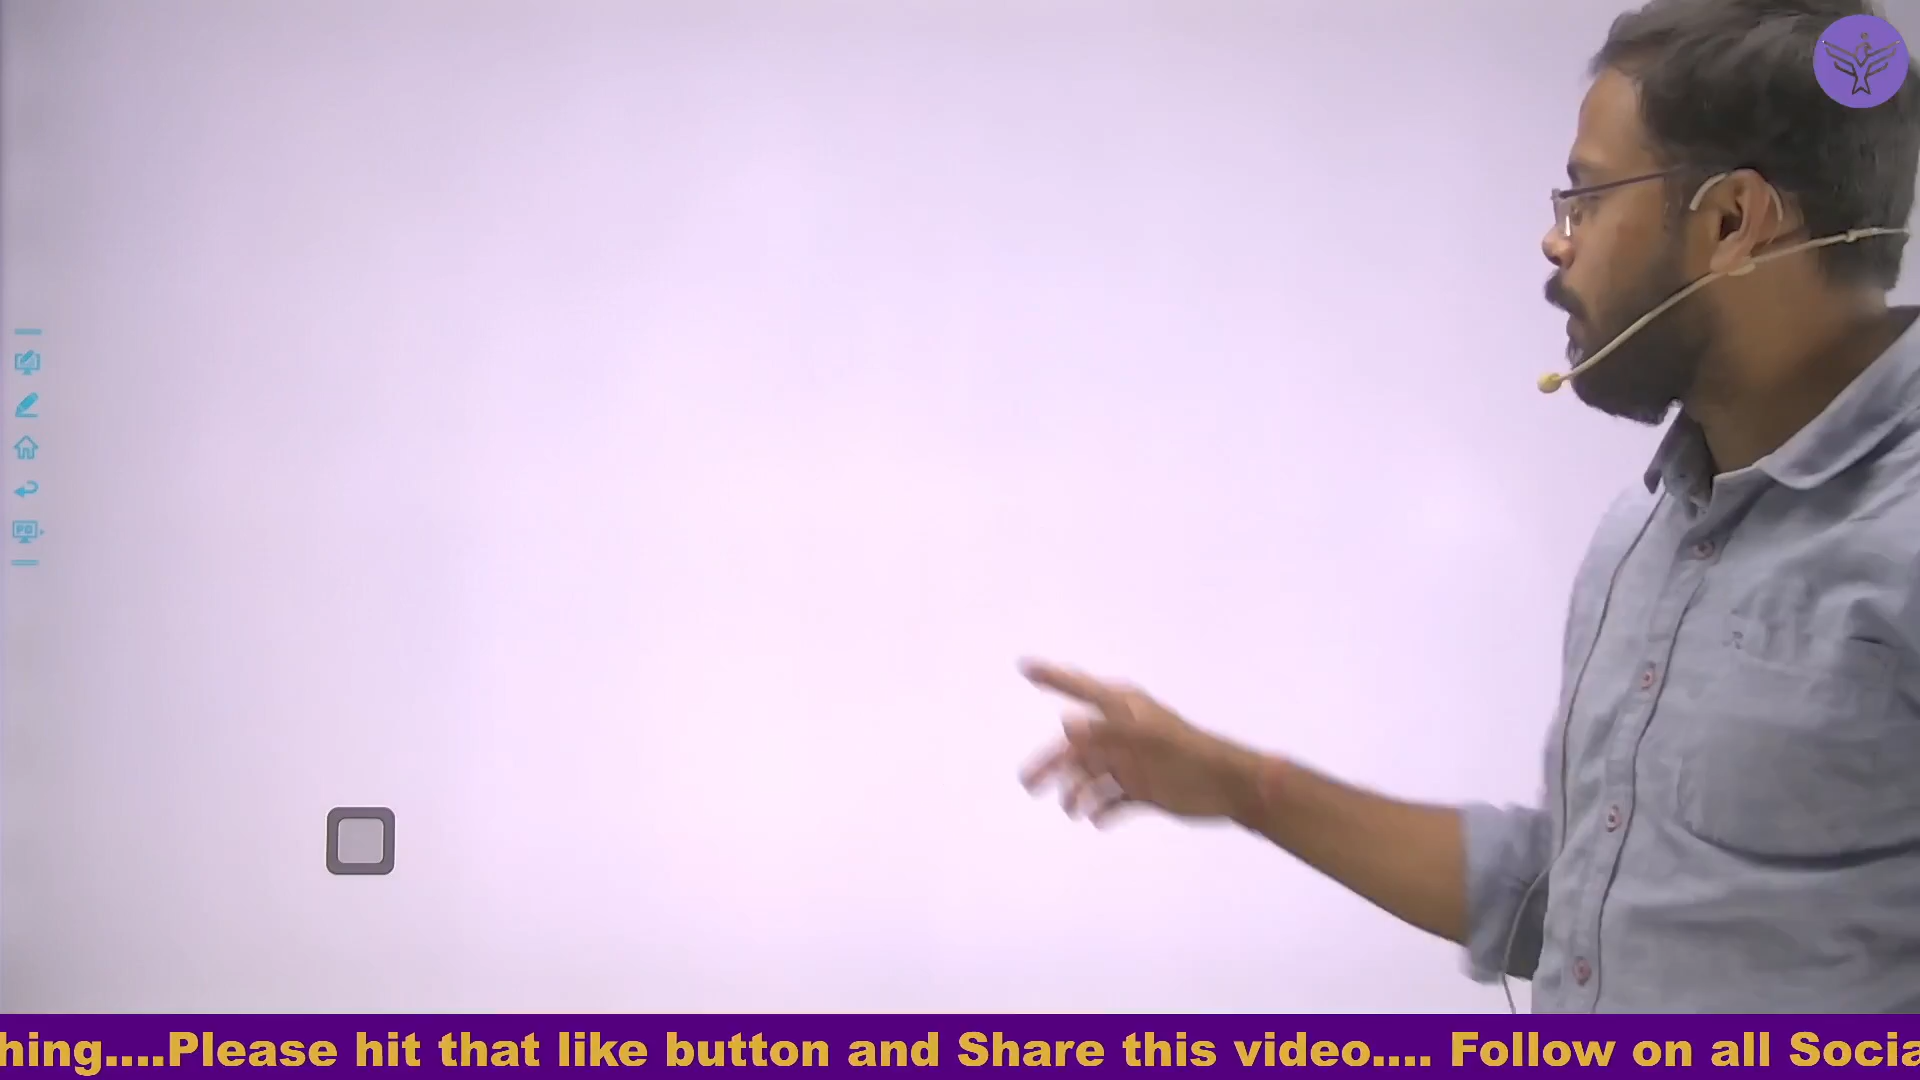 hing....Please hit that like button and Share this video.... Follow on all Socia